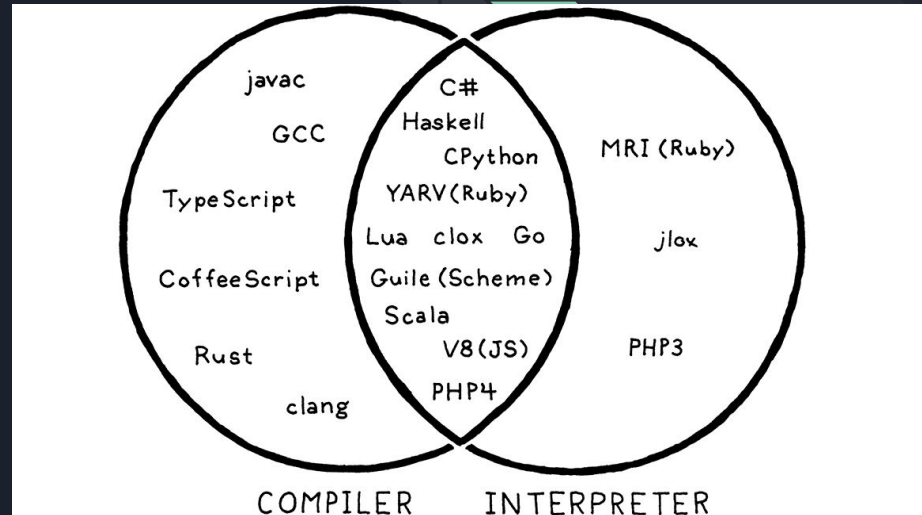 javac
GCC
TypeScript
CoffeeScript
Rust
clang
C#
Haskell
CPython
YARV(Ruby)
Lua clox Go
Guile (Scheme)
Scala
V8(JS)
PHP4
MRI (Ruby)
jlox
PHP3
COMPILER
INTERPRETER